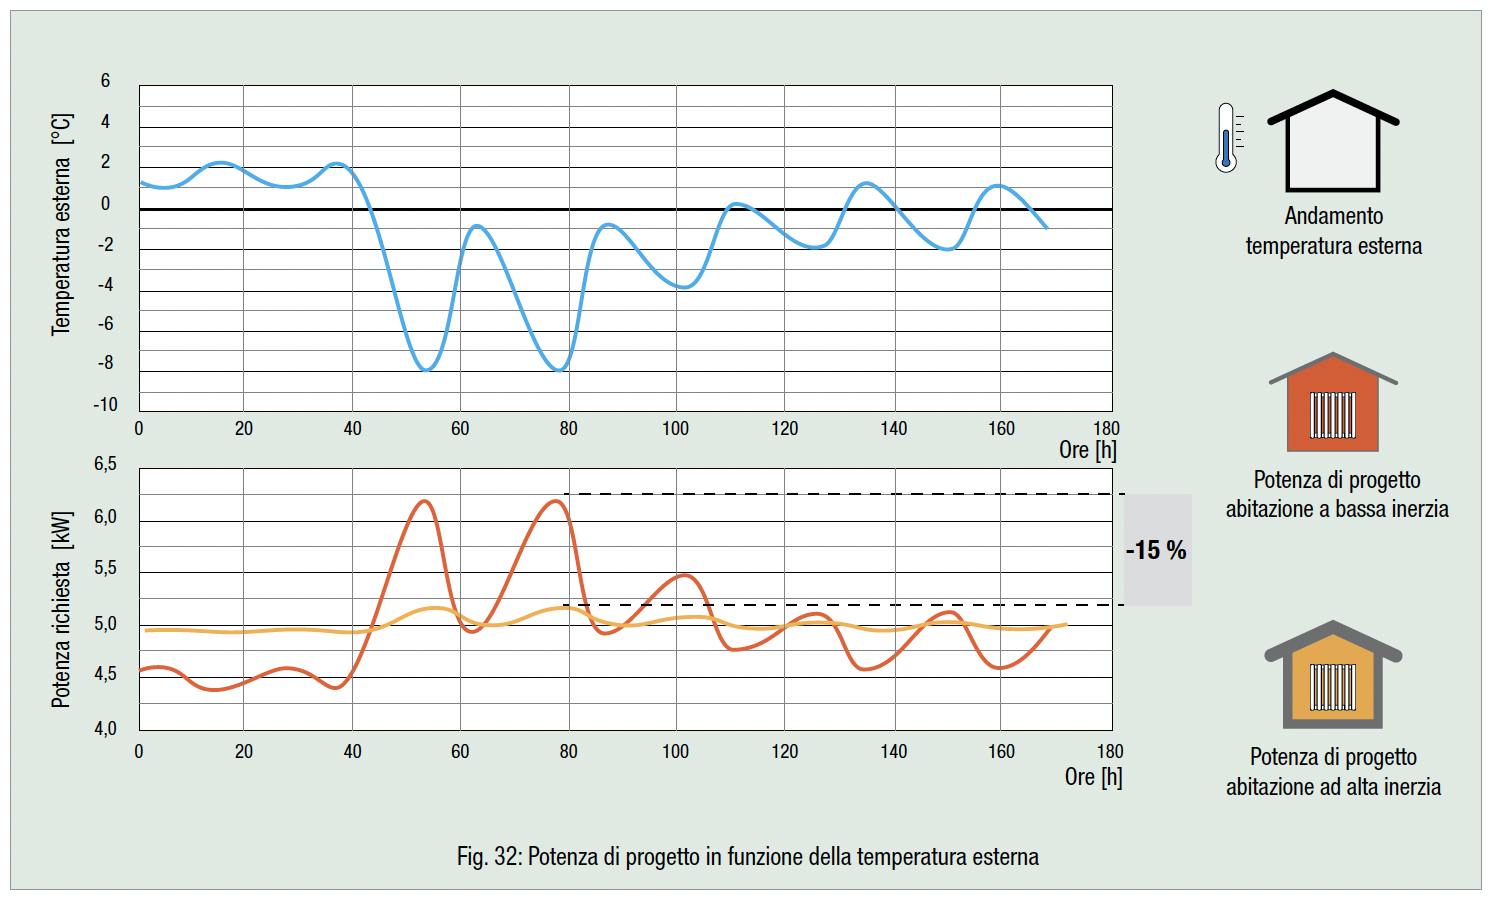 6
4
2
0
-2
-4
-6
-8
-10
Temperatura esterna [°C]
0 20 40 60 80 100 120 140 160 180
Ore [h]
6,5
6,0
5,5
5,0
4,5
4,0
Potenza richiesta [kW]
0 20 40 60 80 100 120 140 160 180
Ore [h]
-15 %
Andamento
temperatura esterna
Potenza di progetto
abitazione a bassa inerzia
Potenza di progetto
abitazione ad alta inerzia
Fig. 32: Potenza di progetto in funzione della temperatura esterna